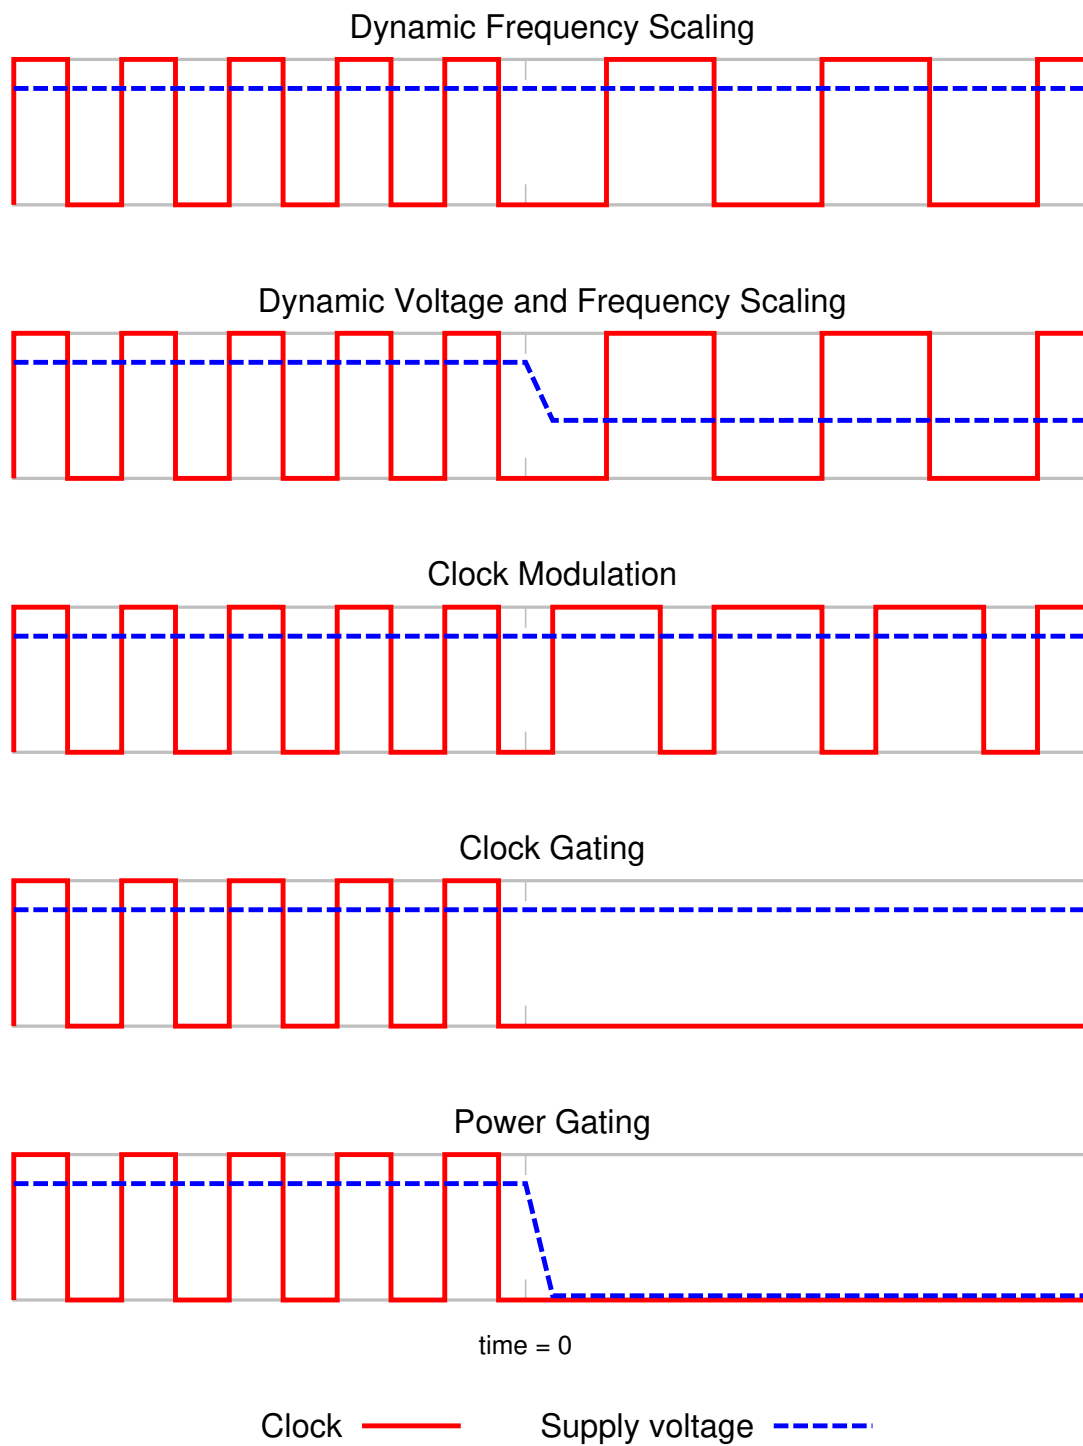 Dynamic Frequency Scaling
Dynamic Voltage and Frequency Scaling
Clock Modulation
Clock Gating
Power Gating
time = 0
Clock Supply voltage